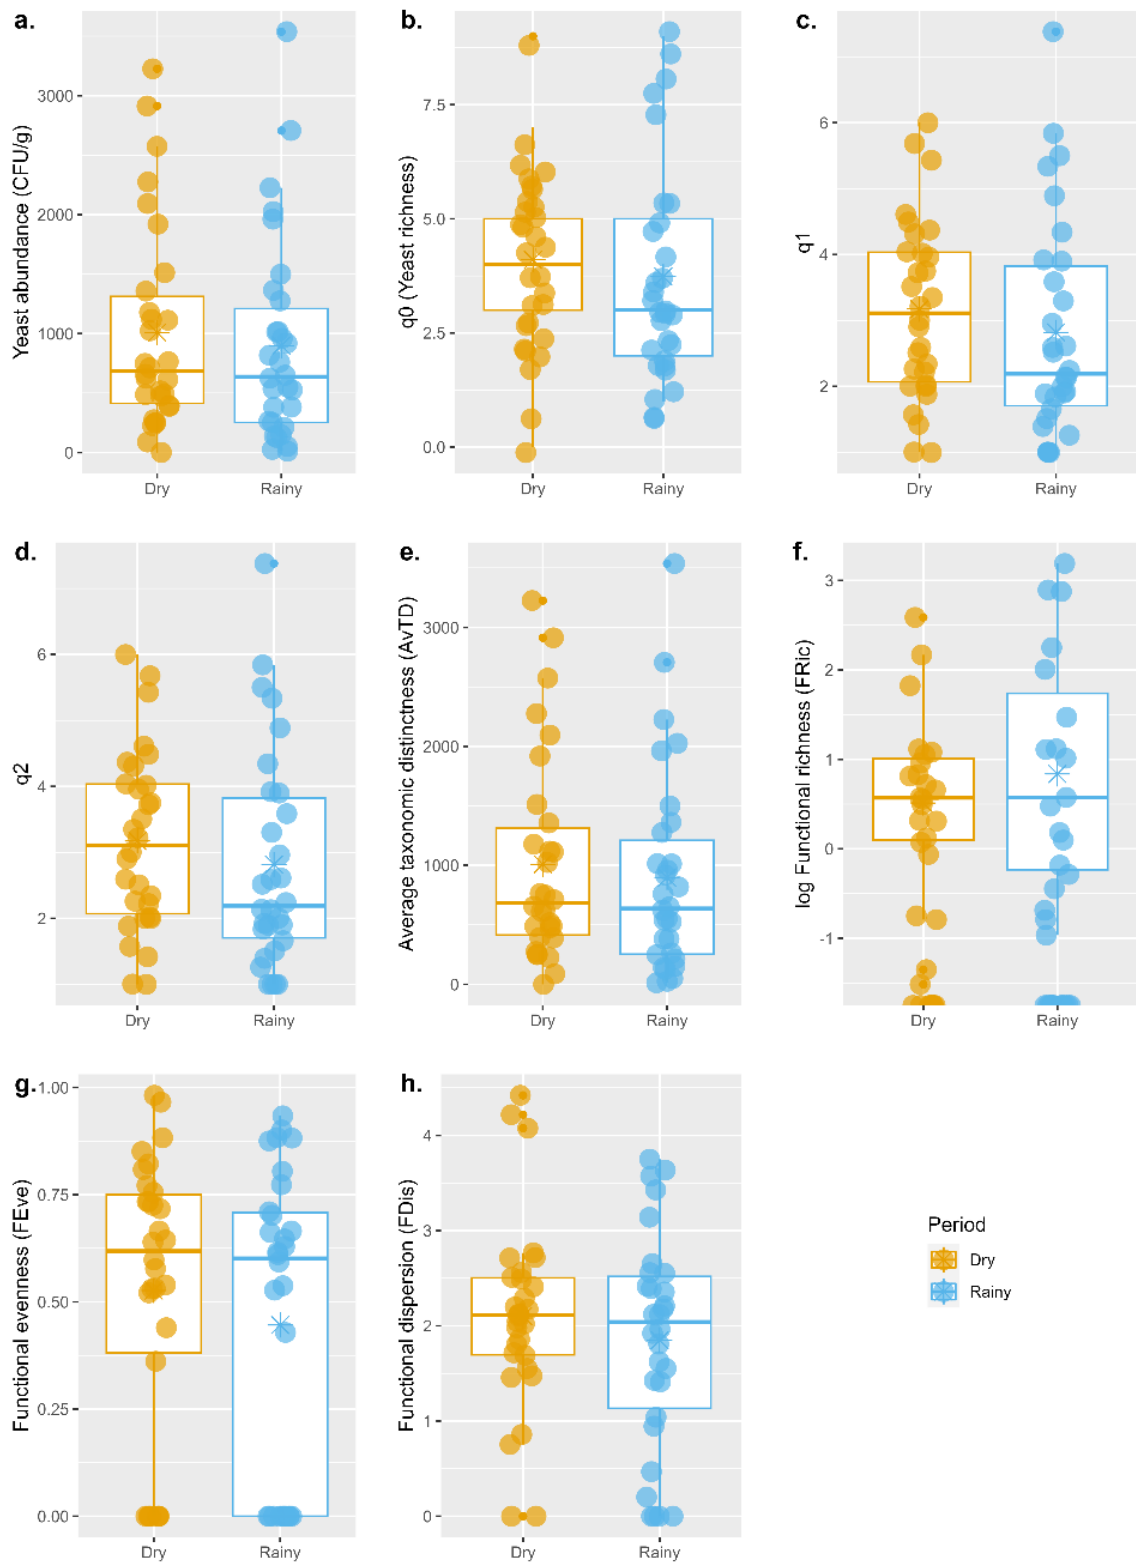 a.
Yeast abundance (CFU/g)
3000
2000
1000
0
Dry
Rainy
b.
q0 (Yeast richness)
7.5
5.0
2.5
0.0
Dry
Rainy
c.
q1
6
4
2
Dry
Rainy
d.
q2
6
4
2
Dry
Rainy
e.
Average taxonomic distinctness (AvTD)
3000
2000
1000
0
Dry
Rainy
f.
log Functional richness (FRic)
3
2
1
0
-1
Dry
Rainy
g.
Functional evenness (FEve)
1.00
0.75
0.50
0.25
0.00
Dry
Rainy
h.
Functional dispersion (FDis)
4
3
2
1
0
Dry
Rainy
Period
Dry
Rainy